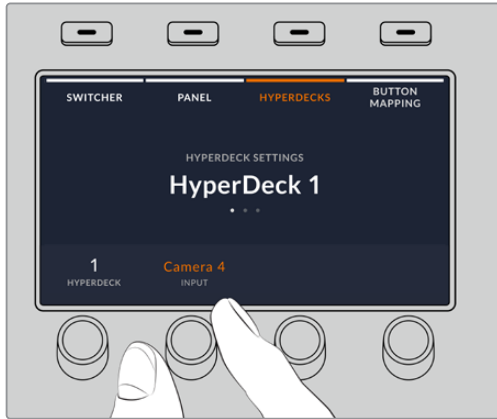 SWITCHER
PANEL
HYPERDECKS
BUTTON
MAPPING
HYPERDECK SETTINGS
HyperDeck 1
1
HYPERDECK
Camera 4
INPUT